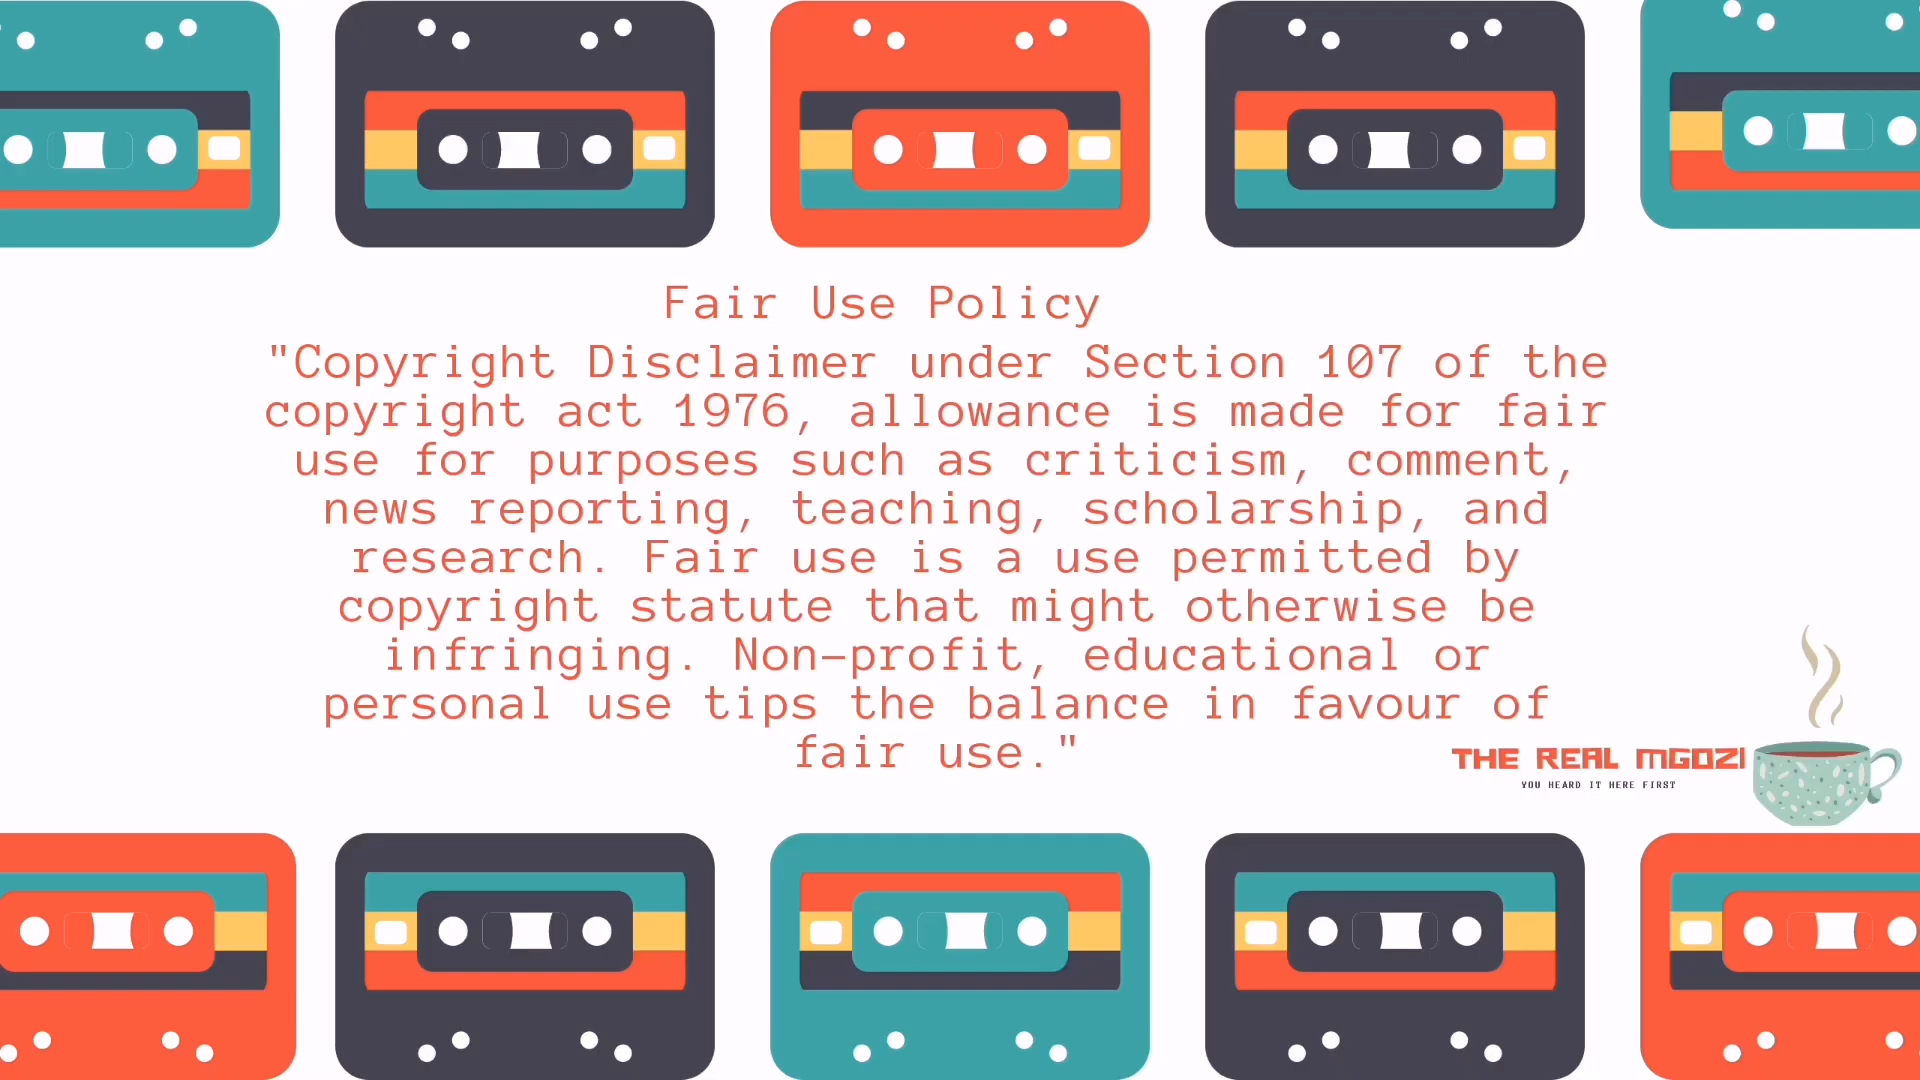 Fair Use Policy
"Copyright Disclaimer under Section 107 of the
copyright act 1976, allowance is made for fair
use for purposes such as criticism, comment,
news reporting, teaching, scholarship, and
research. Fair use is a use permitted by
copyright statute that might otherwise be
infringing. Non-profit, educational or
personal use tips the balance in favour of
fair use."
THE REAL MGOZI
YOU HEARD IT HERE FIRST